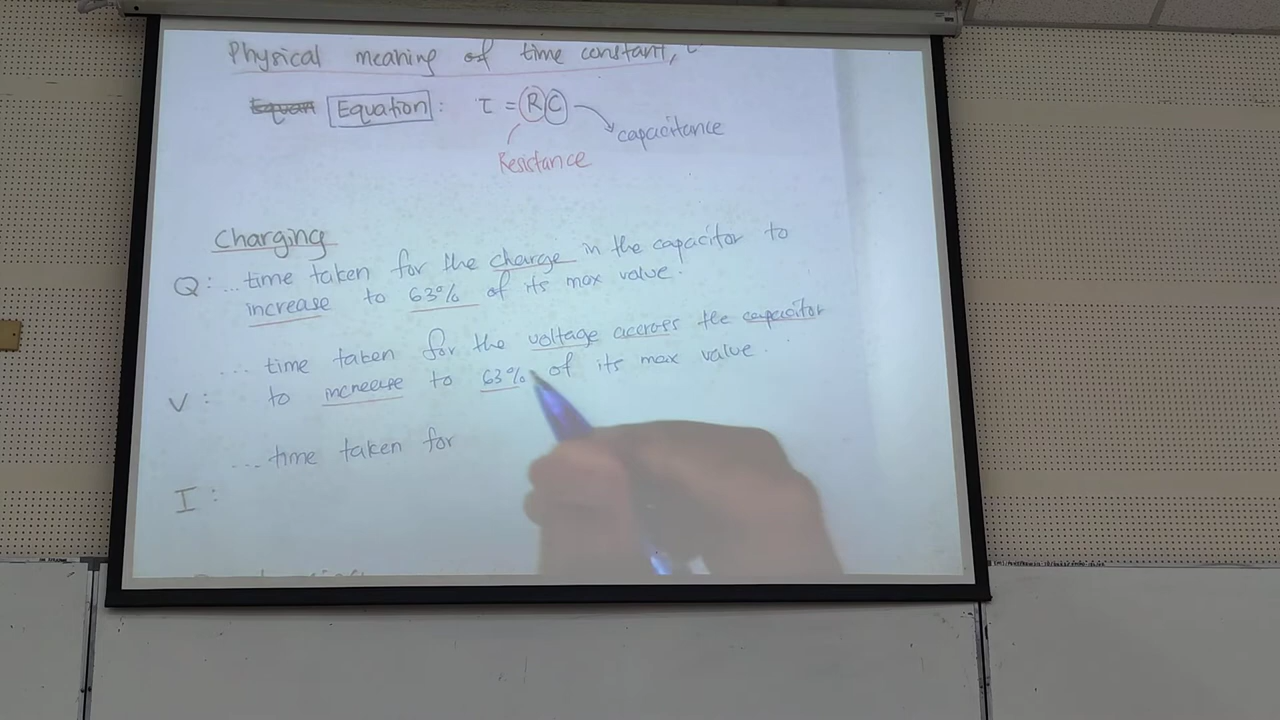 Physical meaning of time constant, τ
Equation : τ = RC
capacitance
Resistance
Charging
Q : ... time taken for the charge in the capacitor to
increase to 63% of its max value.
... time taken for the voltage accross the capacitor
V : to increase to 63% of its max value.
... time taken for
I :